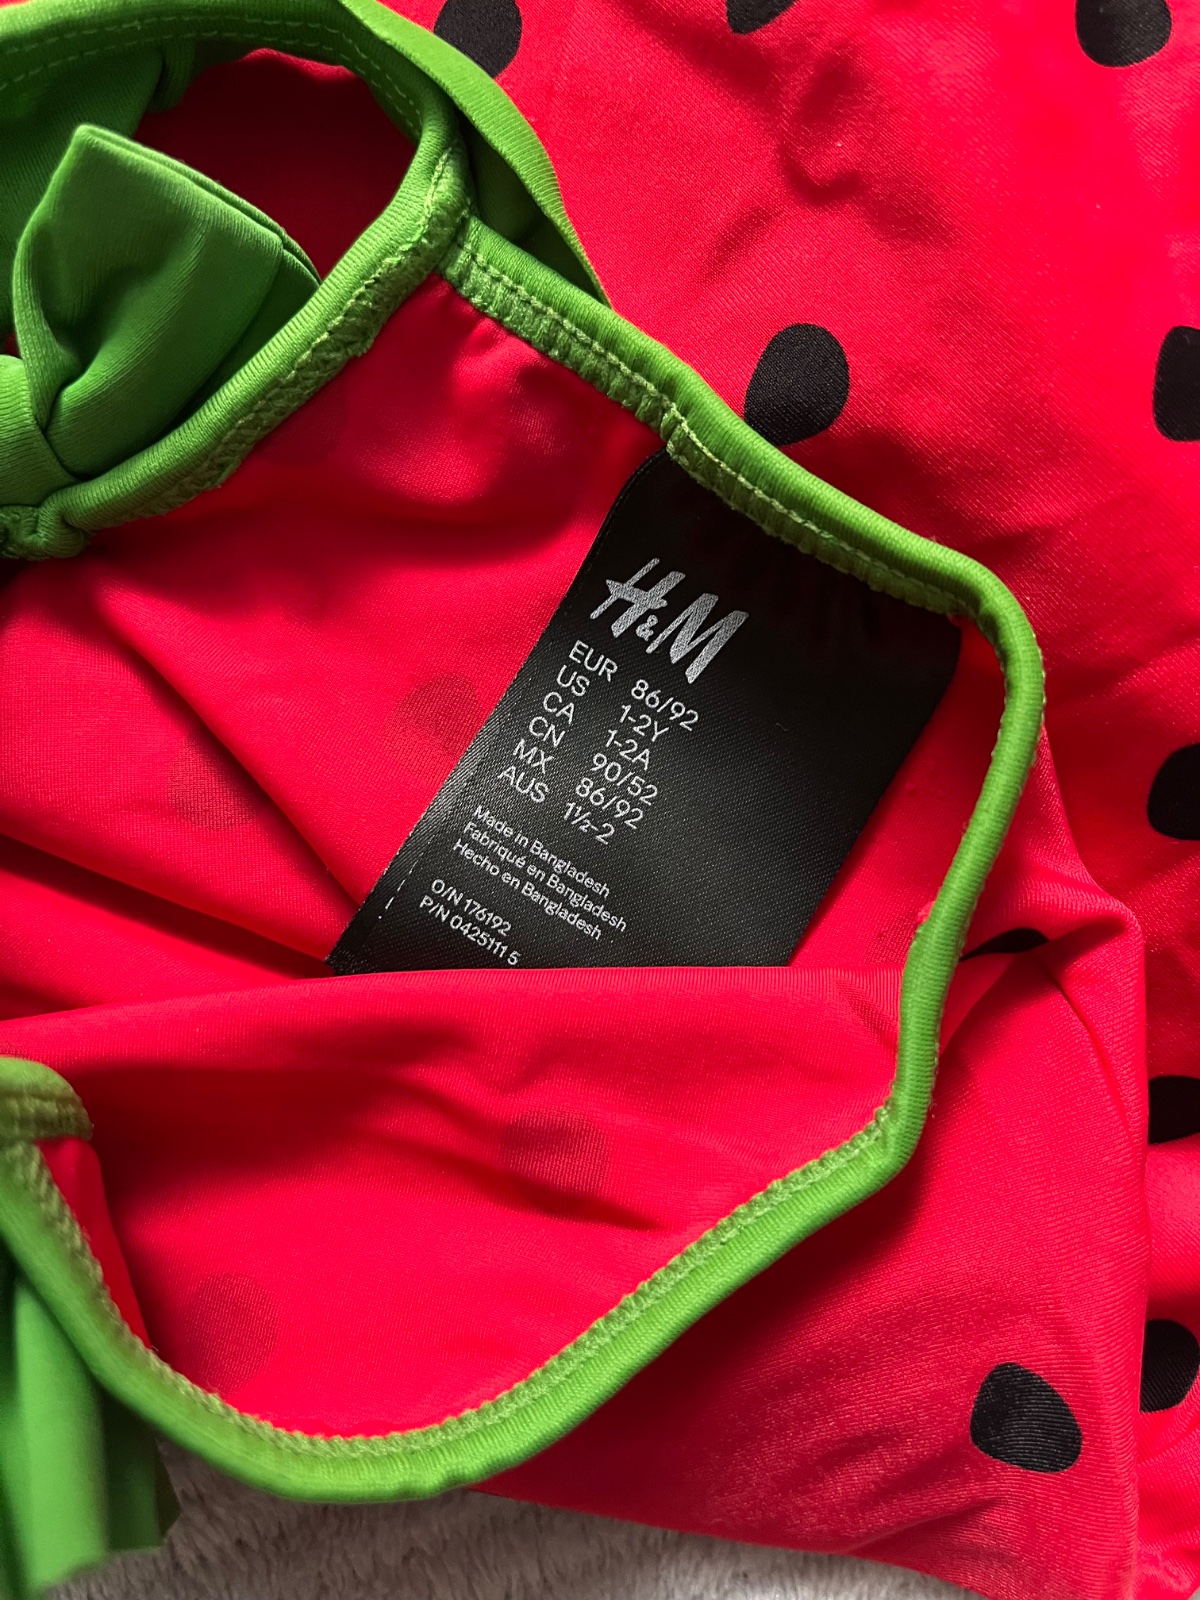 H&M
EUR 86/92
US 1-2Y
CA 1-2A
CN 90/52
MX 86/92
AUS 1½-2
Made in Bangladesh
Fabriqué en Bangladesh
Hecho en Bangladesh
O/N 176192
P/N 0425111 5